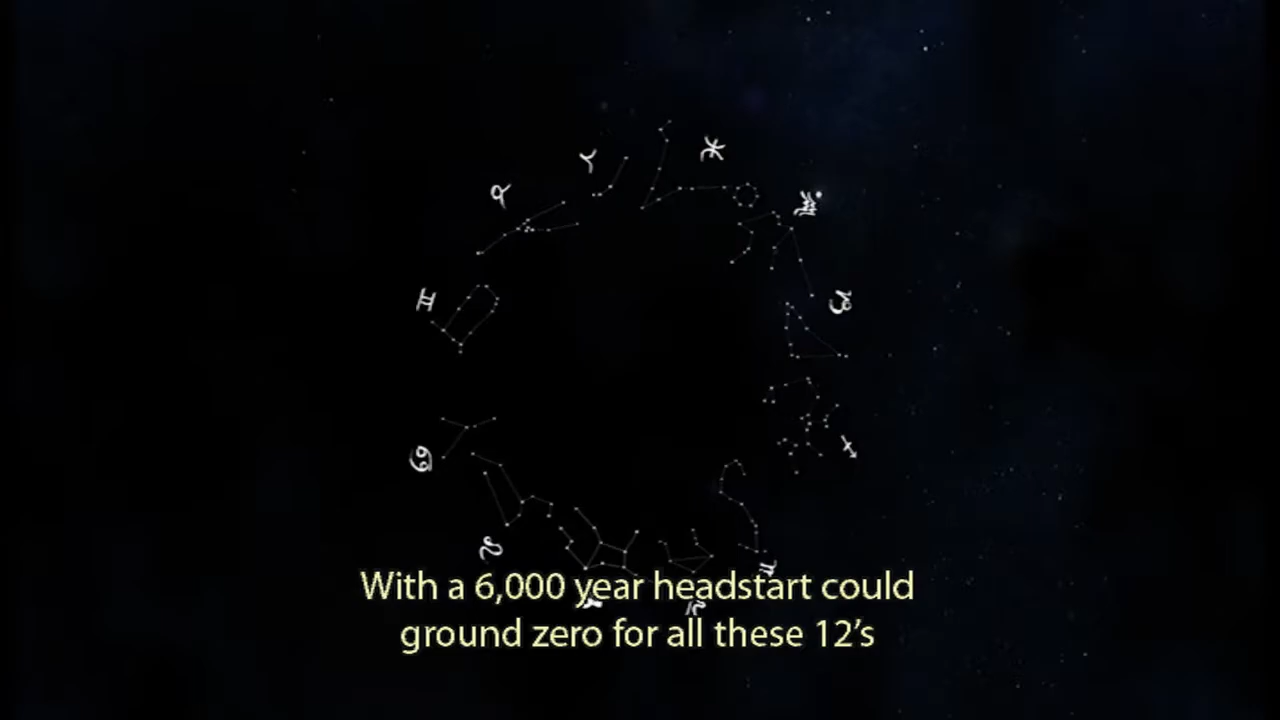 With a 6,000 year headstart could
ground zero for all these 12’s